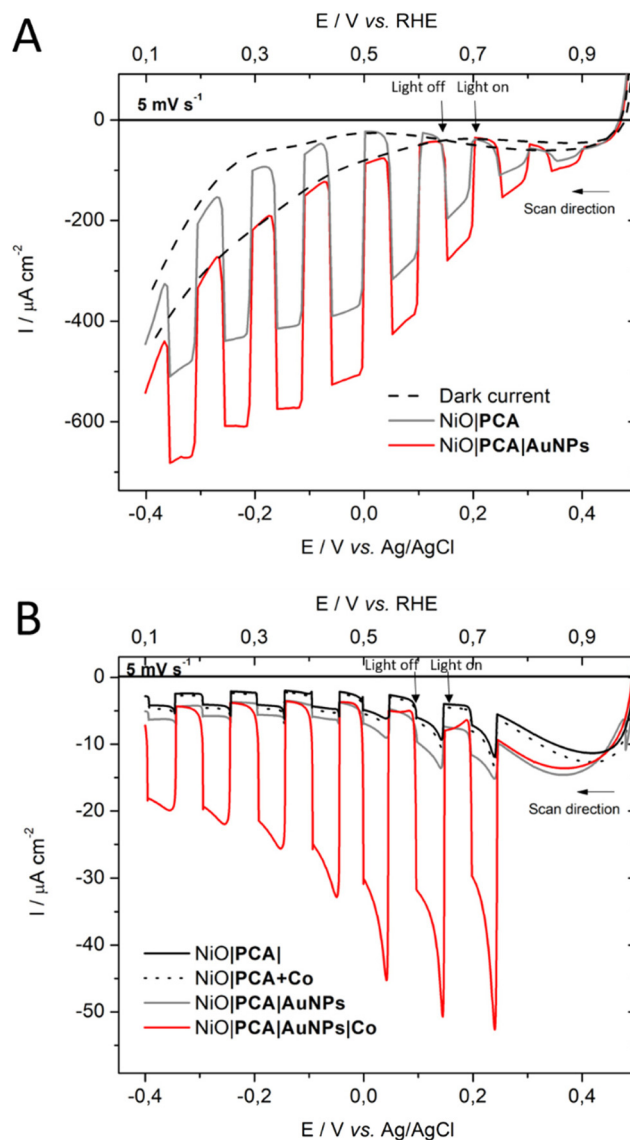 A
E / V vs. RHE
0,1 0,3 0,5 0,7 0,9
5 mV s⁻¹
Light off Light on
0
-200
-400
-600
I / µA cm⁻²
Scan direction
Dark current
NiO|PCA
NiO|PCA|AuNPs
-0,4 -0,2 0,0 0,2 0,4
E / V vs. Ag/AgCl
B
E / V vs. RHE
0,1 0,3 0,5 0,7 0,9
5 mV s⁻¹
Light off Light on
0
-10
-20
-30
-40
-50
I / µA cm⁻²
Scan direction
NiO|PCA|
NiO|PCA+Co
NiO|PCA|AuNPs
NiO|PCA|AuNPs|Co
-0,4 -0,2 0,0 0,2 0,4
E / V vs. Ag/AgCl